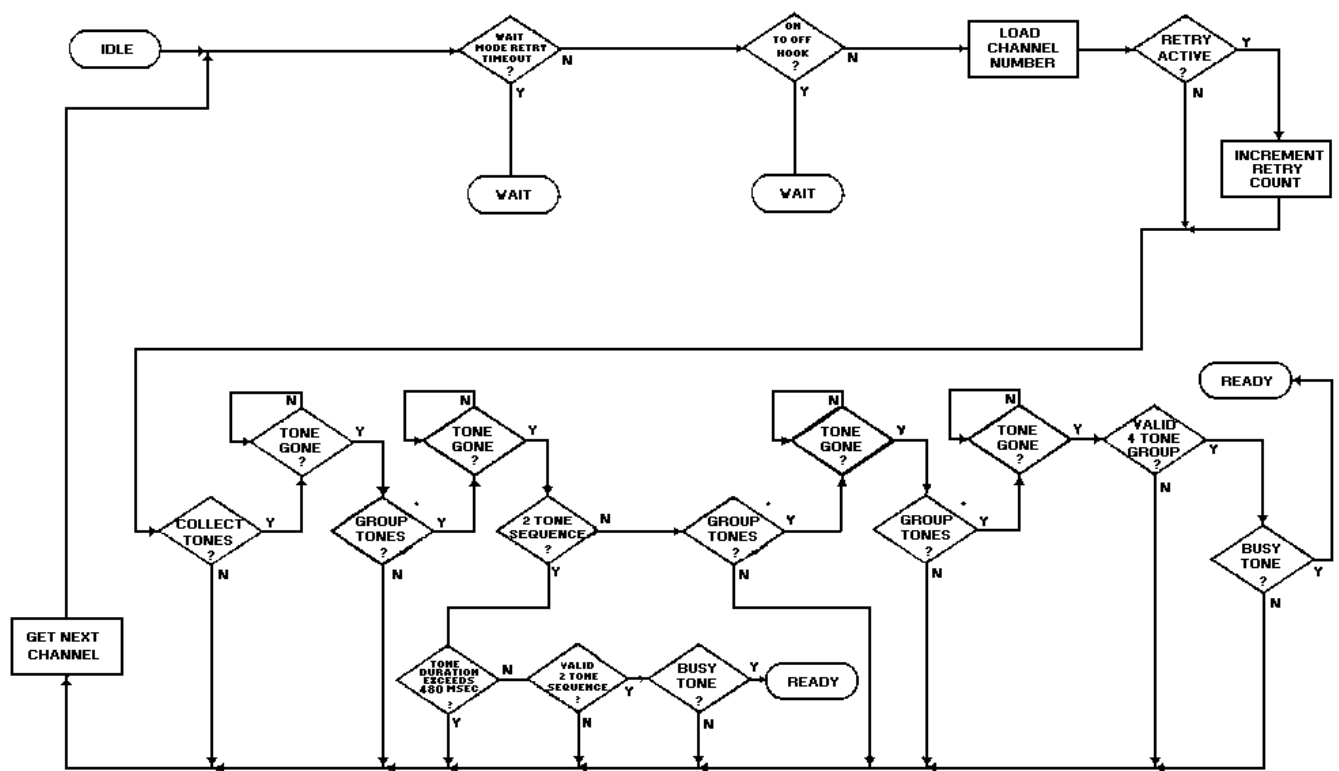 IDLE
WAIT
MODE RETRY
TIMEOUT
?
N
Y
WAIT
ON
TO OFF
HOOK
?
N
Y
WAIT
LOAD
CHANNEL
NUMBER
RETRY
ACTIVE
?
Y
N
INCREMENT
RETRY
COUNT
READY
N
TONE
GONE
?
Y
N
TONE
GONE
?
Y
N
TONE
GONE
?
Y
N
TONE
GONE
?
Y
VALID
4 TONE
GROUP
?
Y
N
COLLECT
TONES
?
Y
N
*
GROUP
TONES
?
Y
N
2 TONE
SEQUENCE
?
N
Y
*
GROUP
TONES
?
Y
N
*
GROUP
TONES
?
Y
N
BUSY
TONE
?
Y
N
GET NEXT
CHANNEL
TONE
DURATION
EXCEEDS
480 MSEC
?
N
Y
VALID
2 TONE
SEQUENCE
?
Y
N
BUSY
TONE
?
Y
N
READY